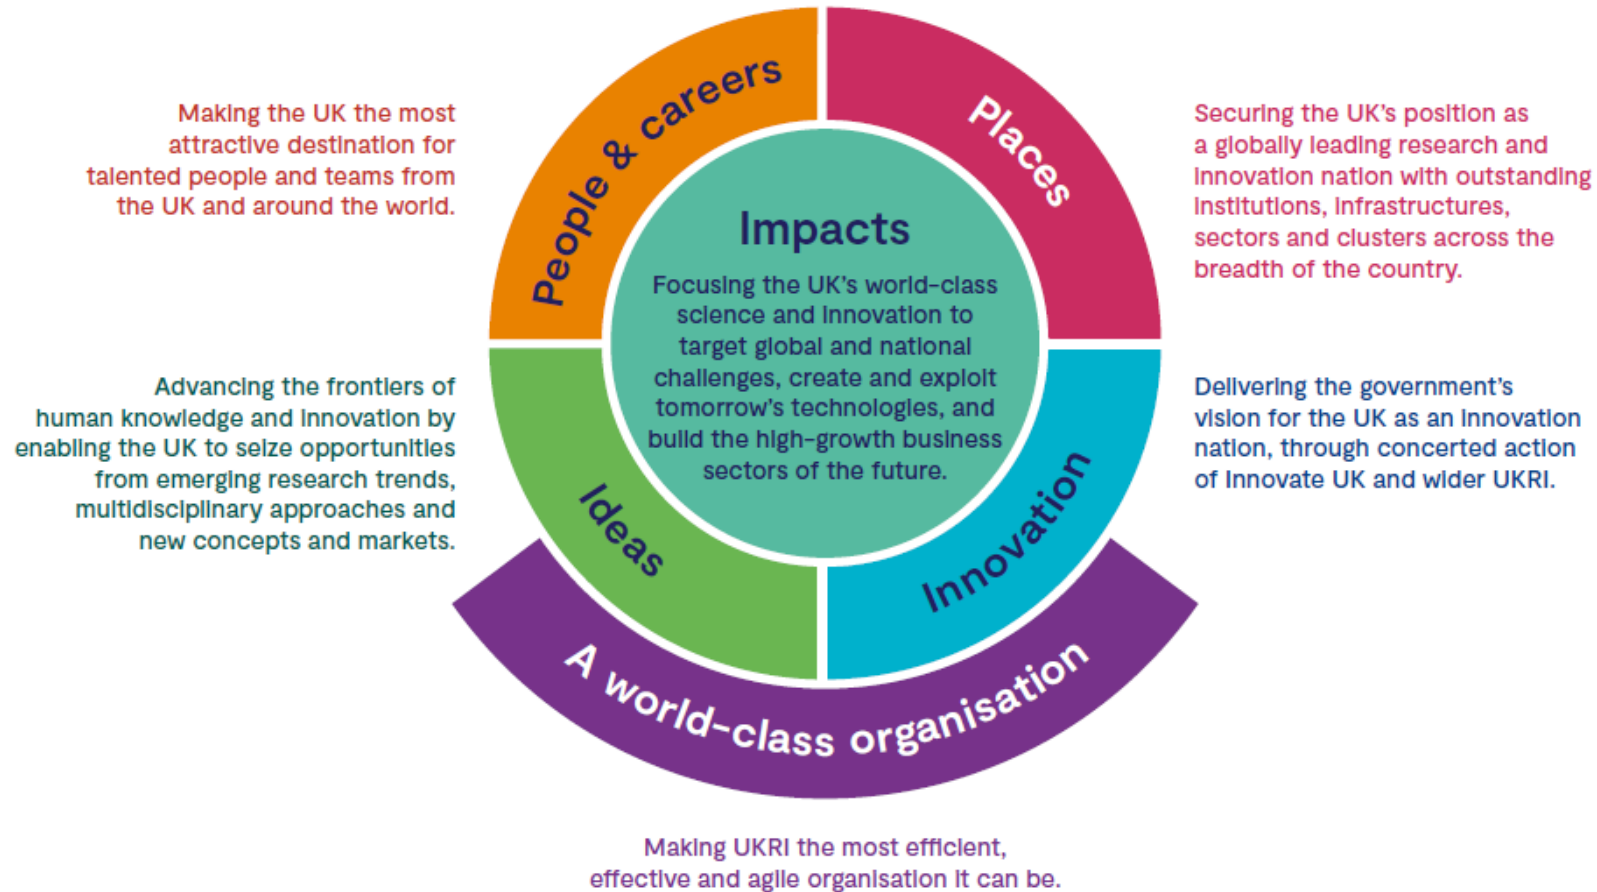 People & careers
Making the UK the most
attractive destination for
talented people and teams from
the UK and around the world.
Places
Securing the UK's position as
a globally leading research and
innovation nation with outstanding
institutions, infrastructures,
sectors and clusters across the
breadth of the country.
Impacts
Focusing the UK's world-class
science and innovation to
target global and national
challenges, create and exploit
tomorrow's technologies, and
build the high-growth business
sectors of the future.
Ideas
Advancing the frontiers of
human knowledge and innovation by
enabling the UK to seize opportunities
from emerging research trends,
multidisciplinary approaches and
new concepts and markets.
Innovation
Delivering the government's
vision for the UK as an innovation
nation, through concerted action
of Innovate UK and wider UKRI.
A world-class organisation
Making UKRI the most efficient,
effective and agile organisation it can be.